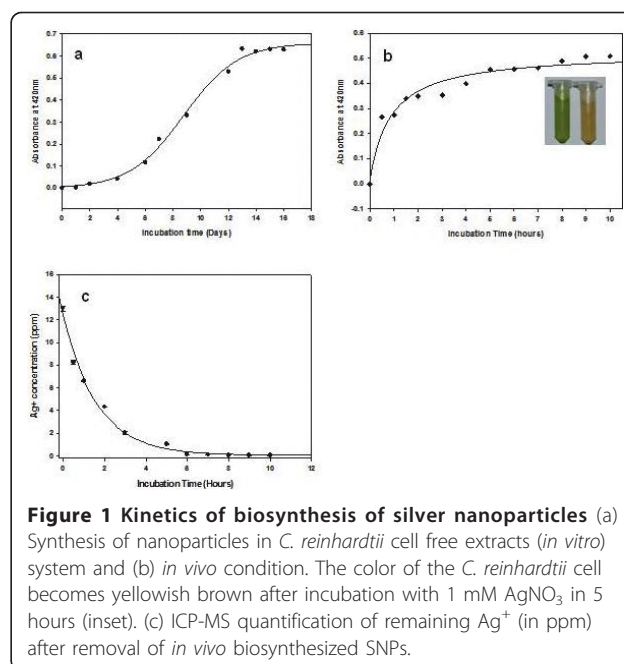 a
Absorbance at 420nm
0.7
0.6
0.5
0.4
0.3
0.2
0.1
0.0
0 2 4 6 8 10 12 14 16 18
Incubation time (Days)
b
Absorbance at 420nm
0.6
0.5
0.4
0.3
0.2
0.1
0.0
-0.1
0 1 2 3 4 5 6 7 8 9 10
Incubation Time (hours)
c
Ag+ concentration (ppm)
16
14
12
10
8
6
4
2
0
0 2 4 6 8 10 12
Incubation Time (Hours)
Figure 1 Kinetics of biosynthesis of silver nanoparticles (a)
Synthesis of nanoparticles in C. reinhardtii cell free extracts (in vitro)
system and (b) in vivo condition. The color of the C. reinhardtii cell
becomes yellowish brown after incubation with 1 mM AgNO₃ in 5
hours (inset). (c) ICP-MS quantification of remaining Ag⁺ (in ppm)
after removal of in vivo biosynthesized SNPs.